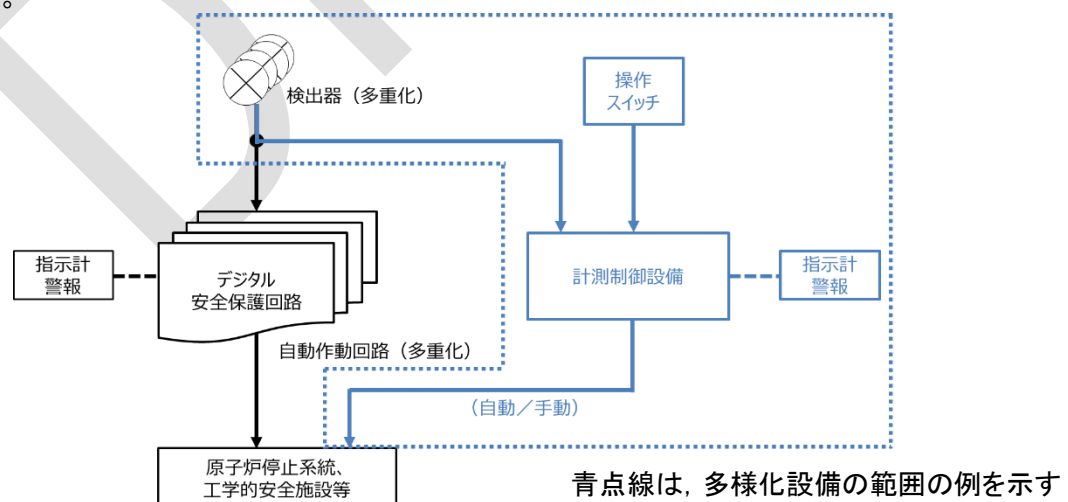 。
検出器（多重化）
操作
スイッチ
指示計
警報
デジタル
安全保護回路
計測制御設備
指示計
警報
自動作動回路（多重化）
（自動／手動）
原子炉停止系統、
工学的安全施設等
青点線は，多様化設備の範囲の例を示す